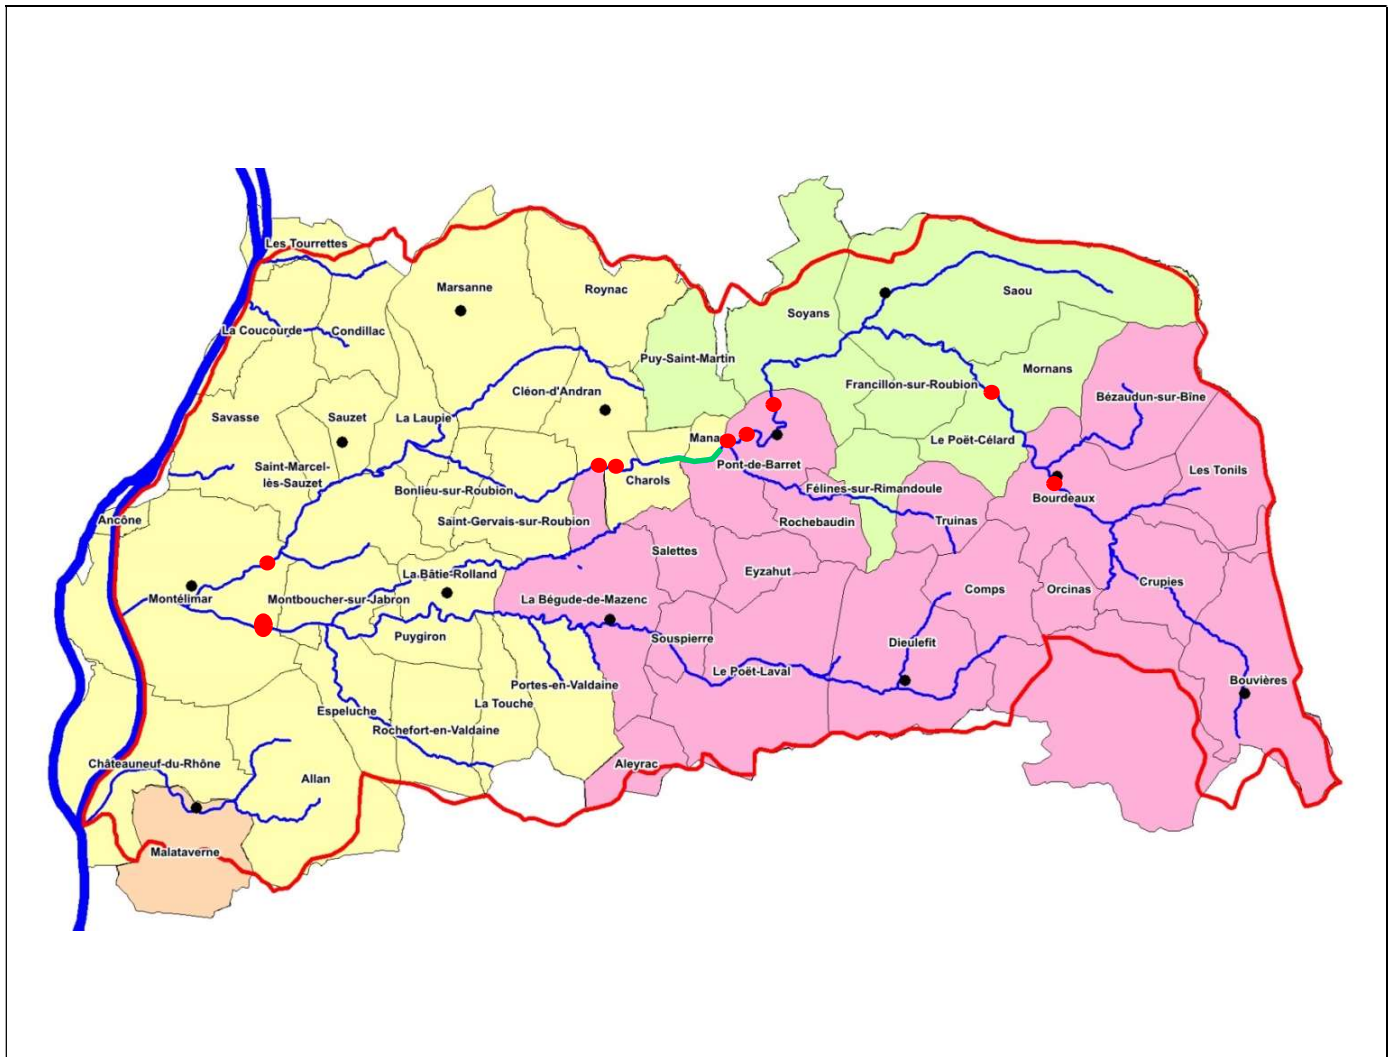 Les Tourrettes
Marsanne
Roynac
Saou
Soyans
La Coucourde
Condillac
Puy-Saint-Martin
Mornans
Francillon-sur-Roubion
Bézaudun-sur-Bîne
Cléon-d'Andran
Savasse
Sauzet
La Laupie
Mana
Le Poët-Célard
Saint-Marcel-
lès-Sauzet
Pont-de-Barret
Les Tonils
Charols
Bonlieu-sur-Roubion
Félines-sur-Rimandoule
Bourdeaux
Ancône
Saint-Gervais-sur-Roubion
Rochebaudin
Truinas
Salettes
La Bâtie-Rolland
Eyzahut
Crupies
Comps
Orcinas
Montélimar
Montboucher-sur-Jabron
La Bégude-de-Mazenc
Puygiron
Souspierre
Dieulefit
Le Poët-Laval
Bouvières
Portes-en-Valdaine
La Touche
Espeluche
Rochefort-en-Valdaine
Châteauneuf-du-Rhône
Aleyrac
Allan
Malataverne